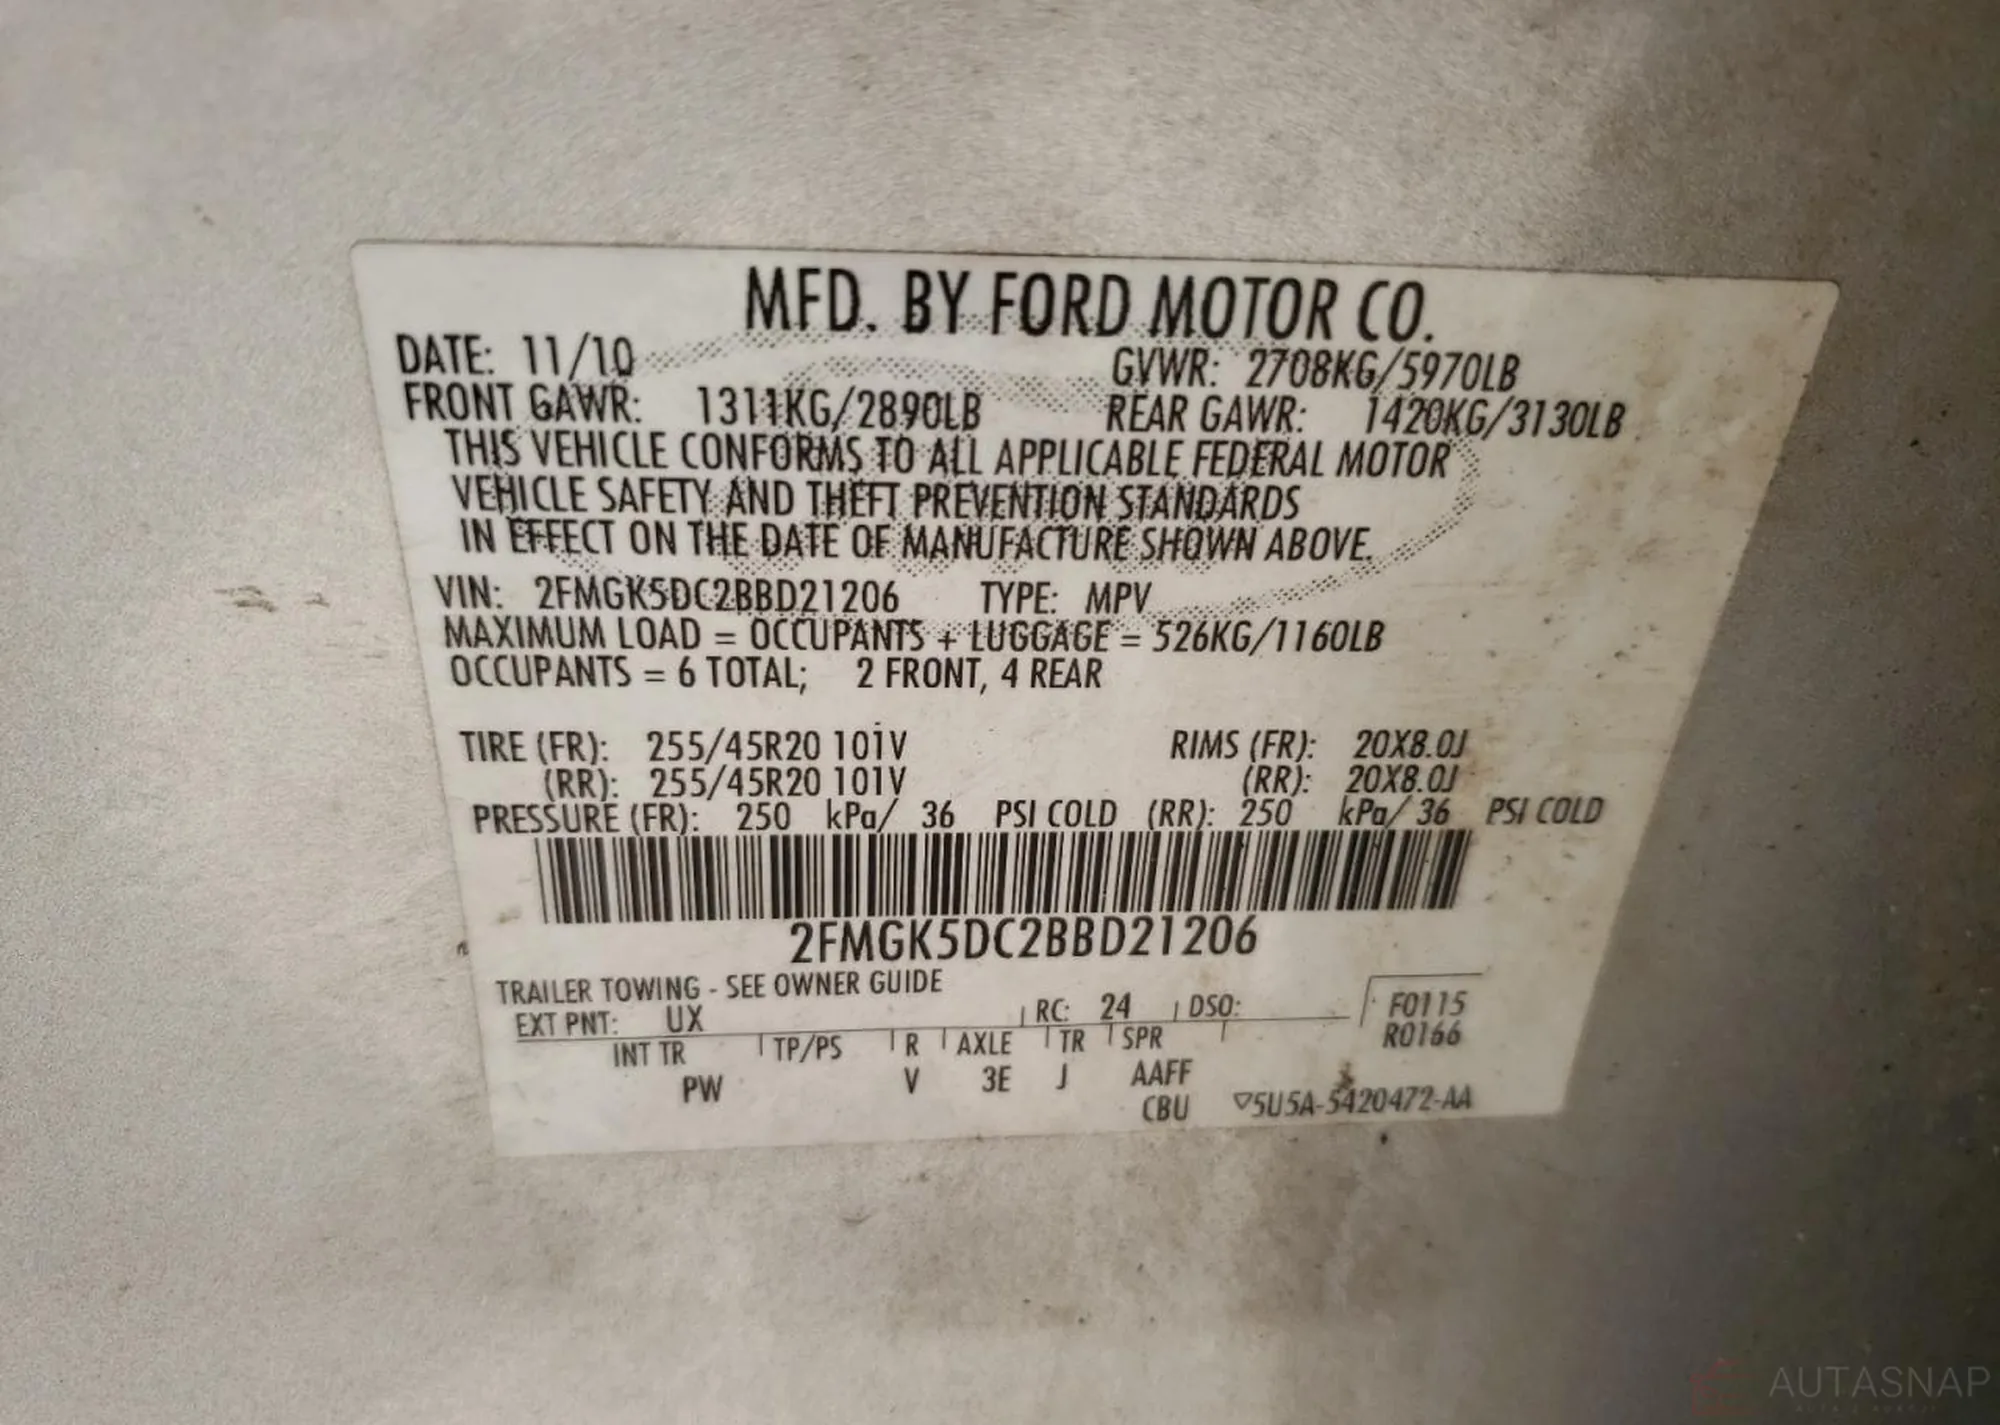 MFD. BY FORD MOTOR CO.
DATE: 11/10 GVWR: 2708KG/5970LB
FRONT GAWR: 1311KG/2890LB REAR GAWR: 1420KG/3130LB
THIS VEHICLE CONFORMS TO ALL APPLICABLE FEDERAL MOTOR
VEHICLE SAFETY AND THEFT PREVENTION STANDARDS
IN EFFECT ON THE DATE OF MANUFACTURE SHOWN ABOVE.
VIN: 2FMGK5DC2BBD21206 TYPE: MPV
MAXIMUM LOAD = OCCUPANTS + LUGGAGE = 526KG/1160LB
OCCUPANTS = 6 TOTAL; 2 FRONT, 4 REAR
TIRE (FR): 255/45R20 101V RIMS (FR): 20X8.0J
(RR): 255/45R20 101V (RR): 20X8.0J
PRESSURE (FR): 250 kPa/ 36 PSI COLD (RR): 250 kPa/ 36 PSI COLD
2FMGK5DC2BBD21206
TRAILER TOWING - SEE OWNER GUIDE
EXT PNT: UX RC: 24 DSO: F0115
R0166
INT TR TP/PS R AXLE TR SPR
PW V 3E J AAFF
CBU ▽5U5A-5420472-AA
AUTASNAP